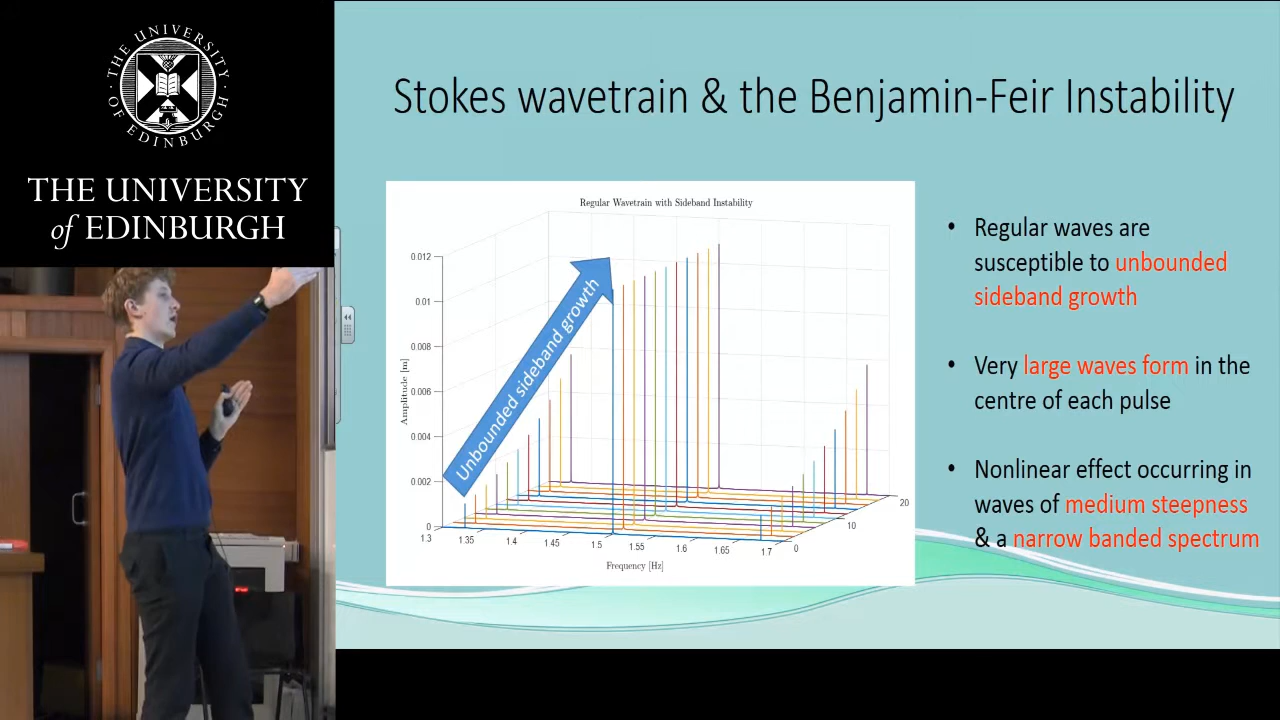 THE UNIVERSITY OF EDINBURGH
THE UNIVERSITY
of EDINBURGH
Stokes wavetrain & the Benjamin-Feir Instability
Regular Wavetrain with Sideband Instability
0.012
0.01
0.008
0.006
0.004
0.002
0
Amplitude [m]
Unbounded sideband growth
1.3
1.35
1.4
1.45
1.5
1.55
1.6
1.65
1.7
0
10
20
Frequency [Hz]
• Regular waves are
susceptible to unbounded
sideband growth
• Very large waves form in the
centre of each pulse
• Nonlinear effect occurring in
waves of medium steepness
& a narrow banded spectrum